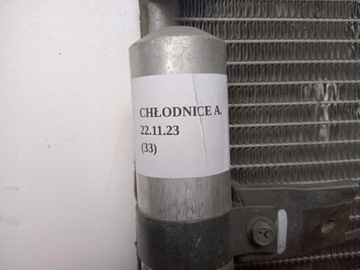 CHŁODNICE A.
22.11.23
(33)